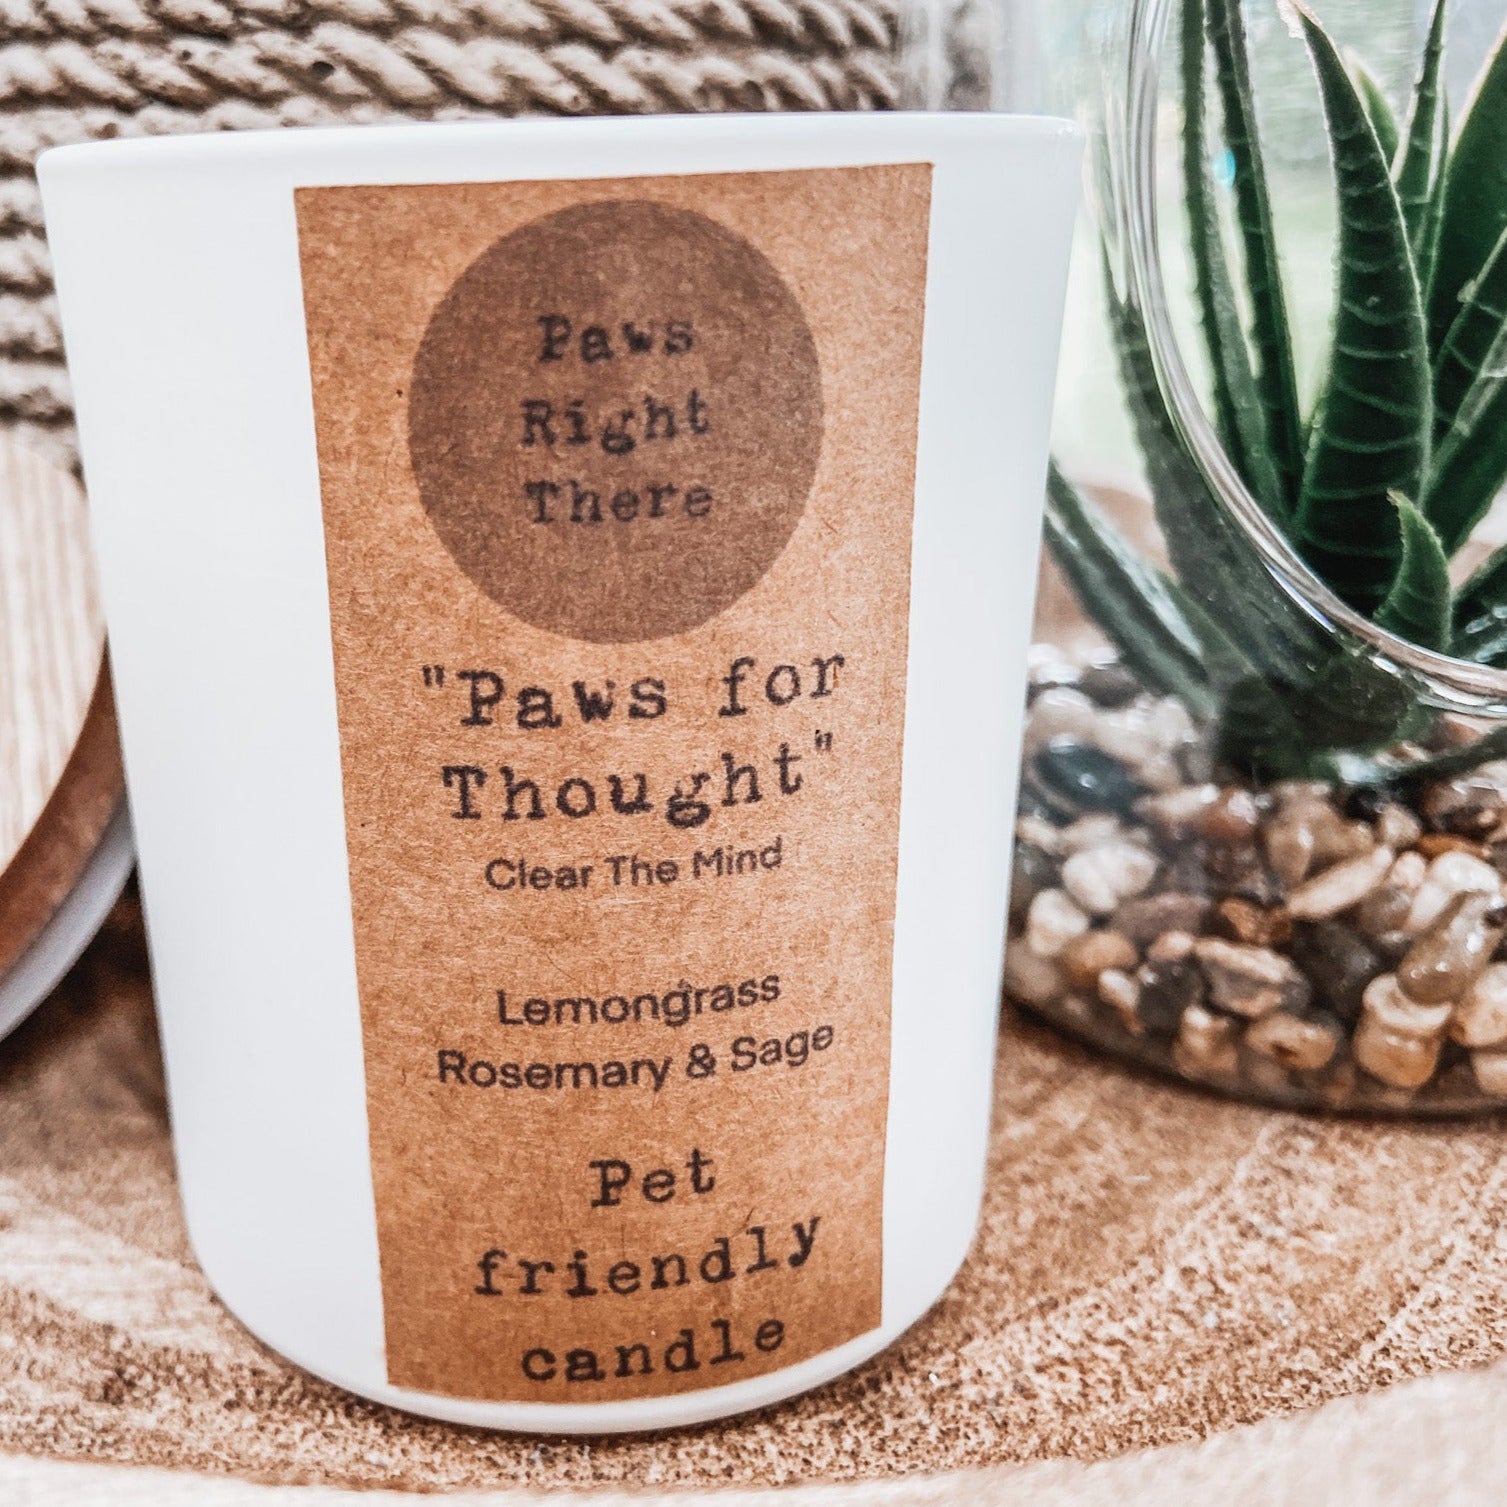 Paws
Right
There
"Paws for
Thought"
Clear The Mind
Lemongrass
Rosemary & Sage
Pet
friendly
candle